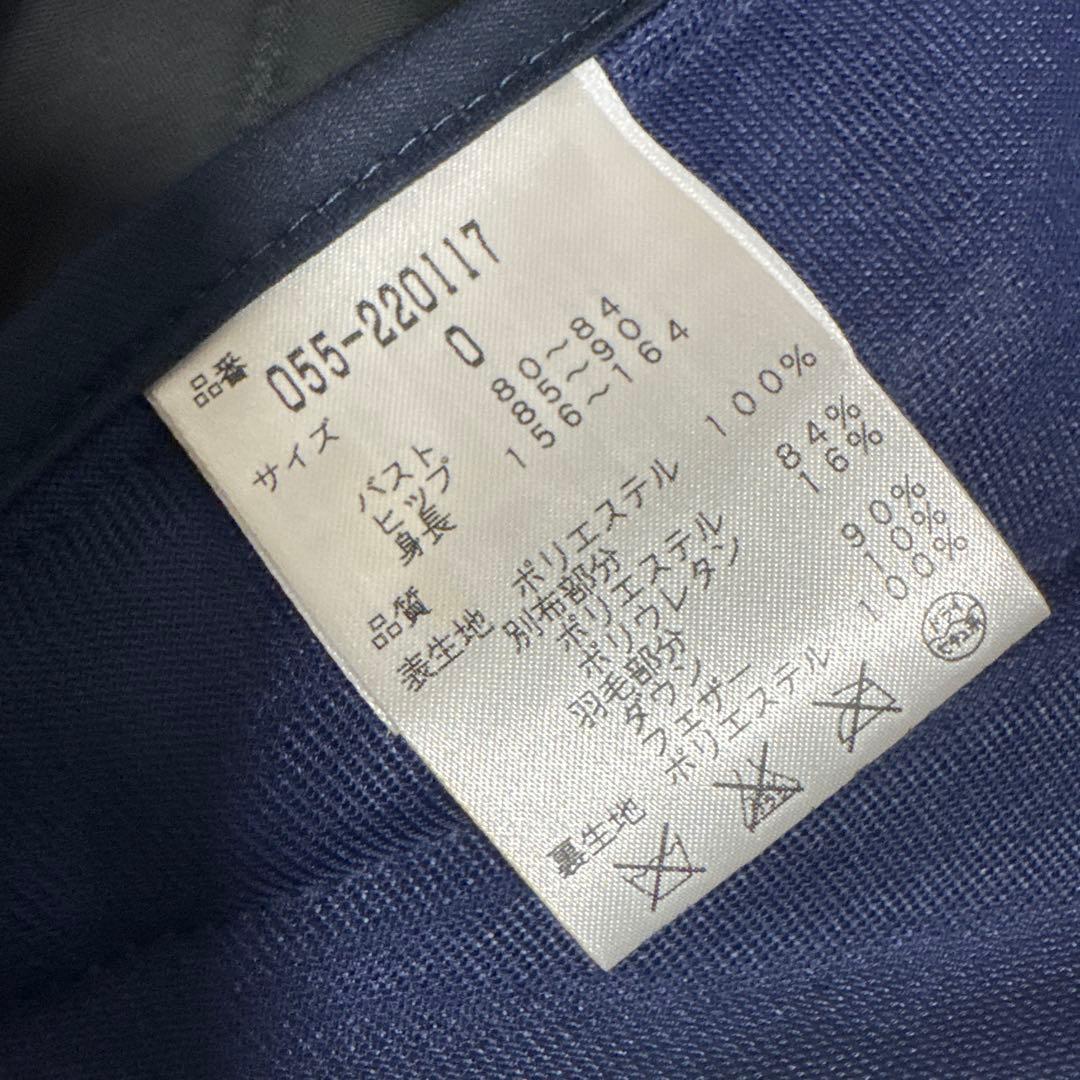 品番 055-220117
サイズ 0
バスト 80～84
ヒップ 85～90
身長 156～164
品質
表生地 ポリエステル 100%
別布部分
ポリエステル 84%
ポリウレタン 16%
羽毛部分
ダウン 90%
フェザー 10%
裏生地 ポリエステル 100%